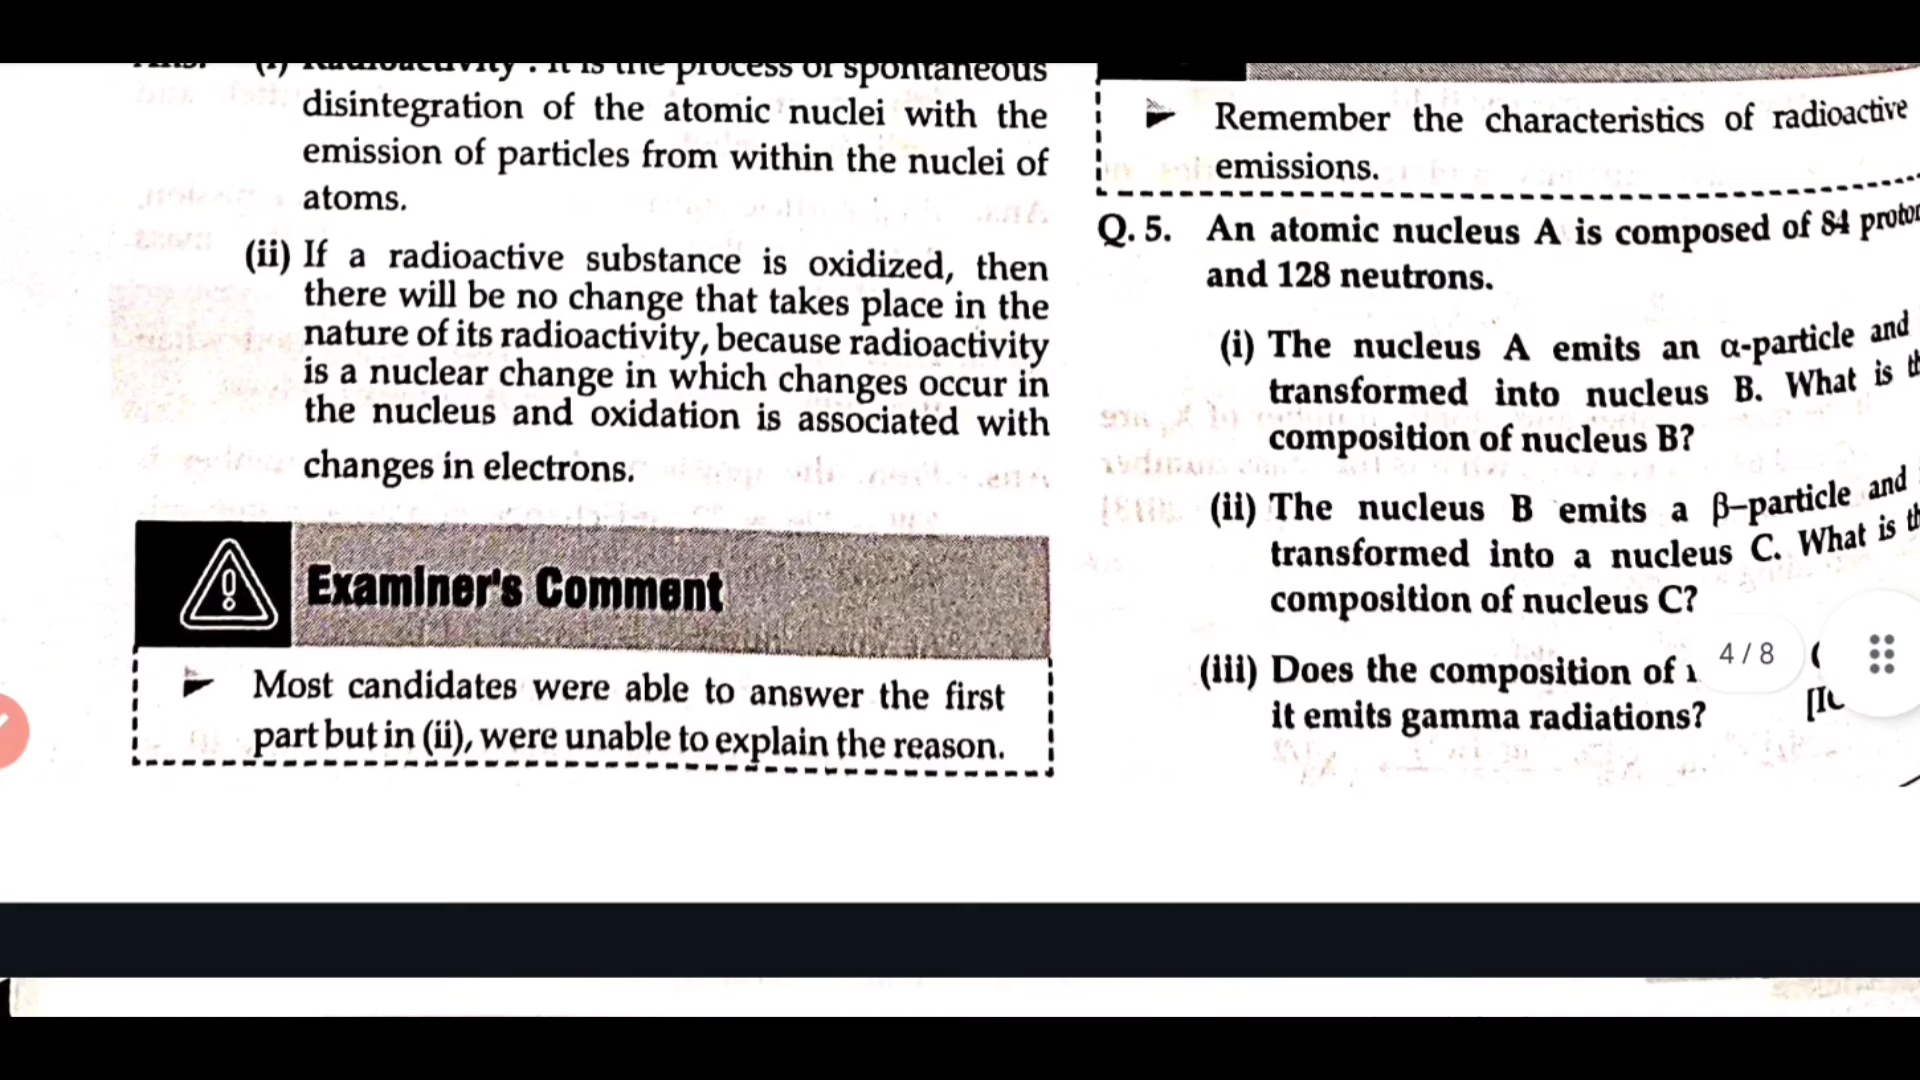 (i) Radioactivity : It is the process of spontaneous
disintegration of the atomic nuclei with the
emission of particles from within the nuclei of
atoms.
(ii) If a radioactive substance is oxidized, then
there will be no change that takes place in the
nature of its radioactivity, because radioactivity
is a nuclear change in which changes occur in
the nucleus and oxidation is associated with
changes in electrons.
Examiner's Comment
Most candidates were able to answer the first
part but in (ii), were unable to explain the reason.
Remember the characteristics of radioactive
emissions.
Q. 5. An atomic nucleus A is composed of 84
and 128 neutrons.
(i) The nucleus A emits an α-particle and
transformed into nucleus B. What is
composition of nucleus B?
(ii) The nucleus B emits a β-particle and
transformed into a nucleus C. What is
composition of nucleus C?
(iii) Does the composition of
it emits gamma radiations?
4 / 8